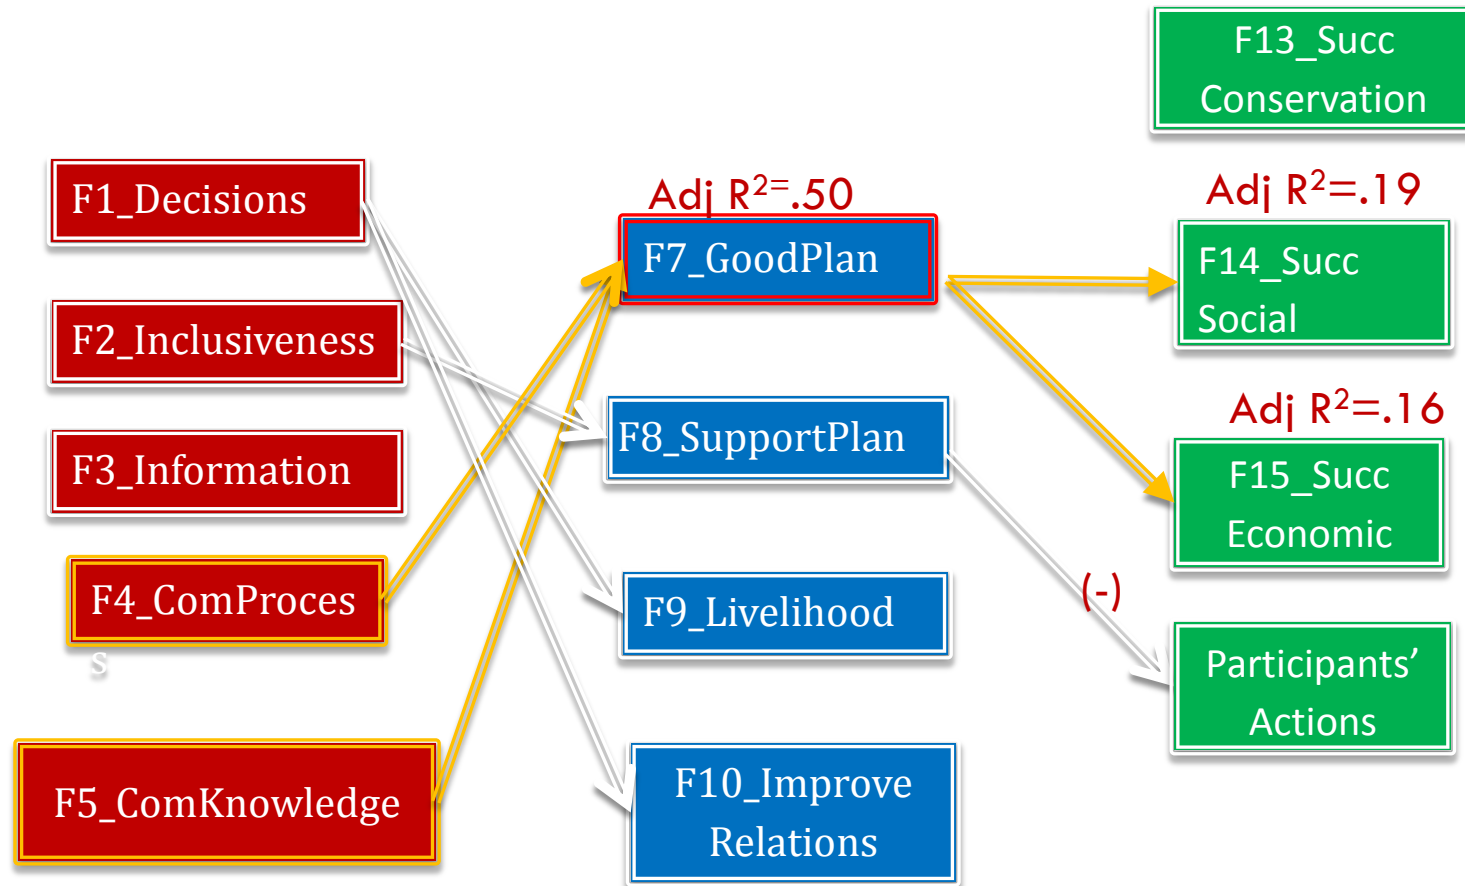 F1_Decisions
F2_Inclusiveness
F3_Information
F4_ComProces
s
F5_ComKnowledge
Adj R²⁼.50
F7_GoodPlan
F8_SupportPlan
F9_Livelihood
F10_Improve
Relations
F13_Succ
Conservation
Adj R²=.19
F14_Succ
Social
Adj R²=.16
F15_Succ
Economic
(-)
Participants’
Actions